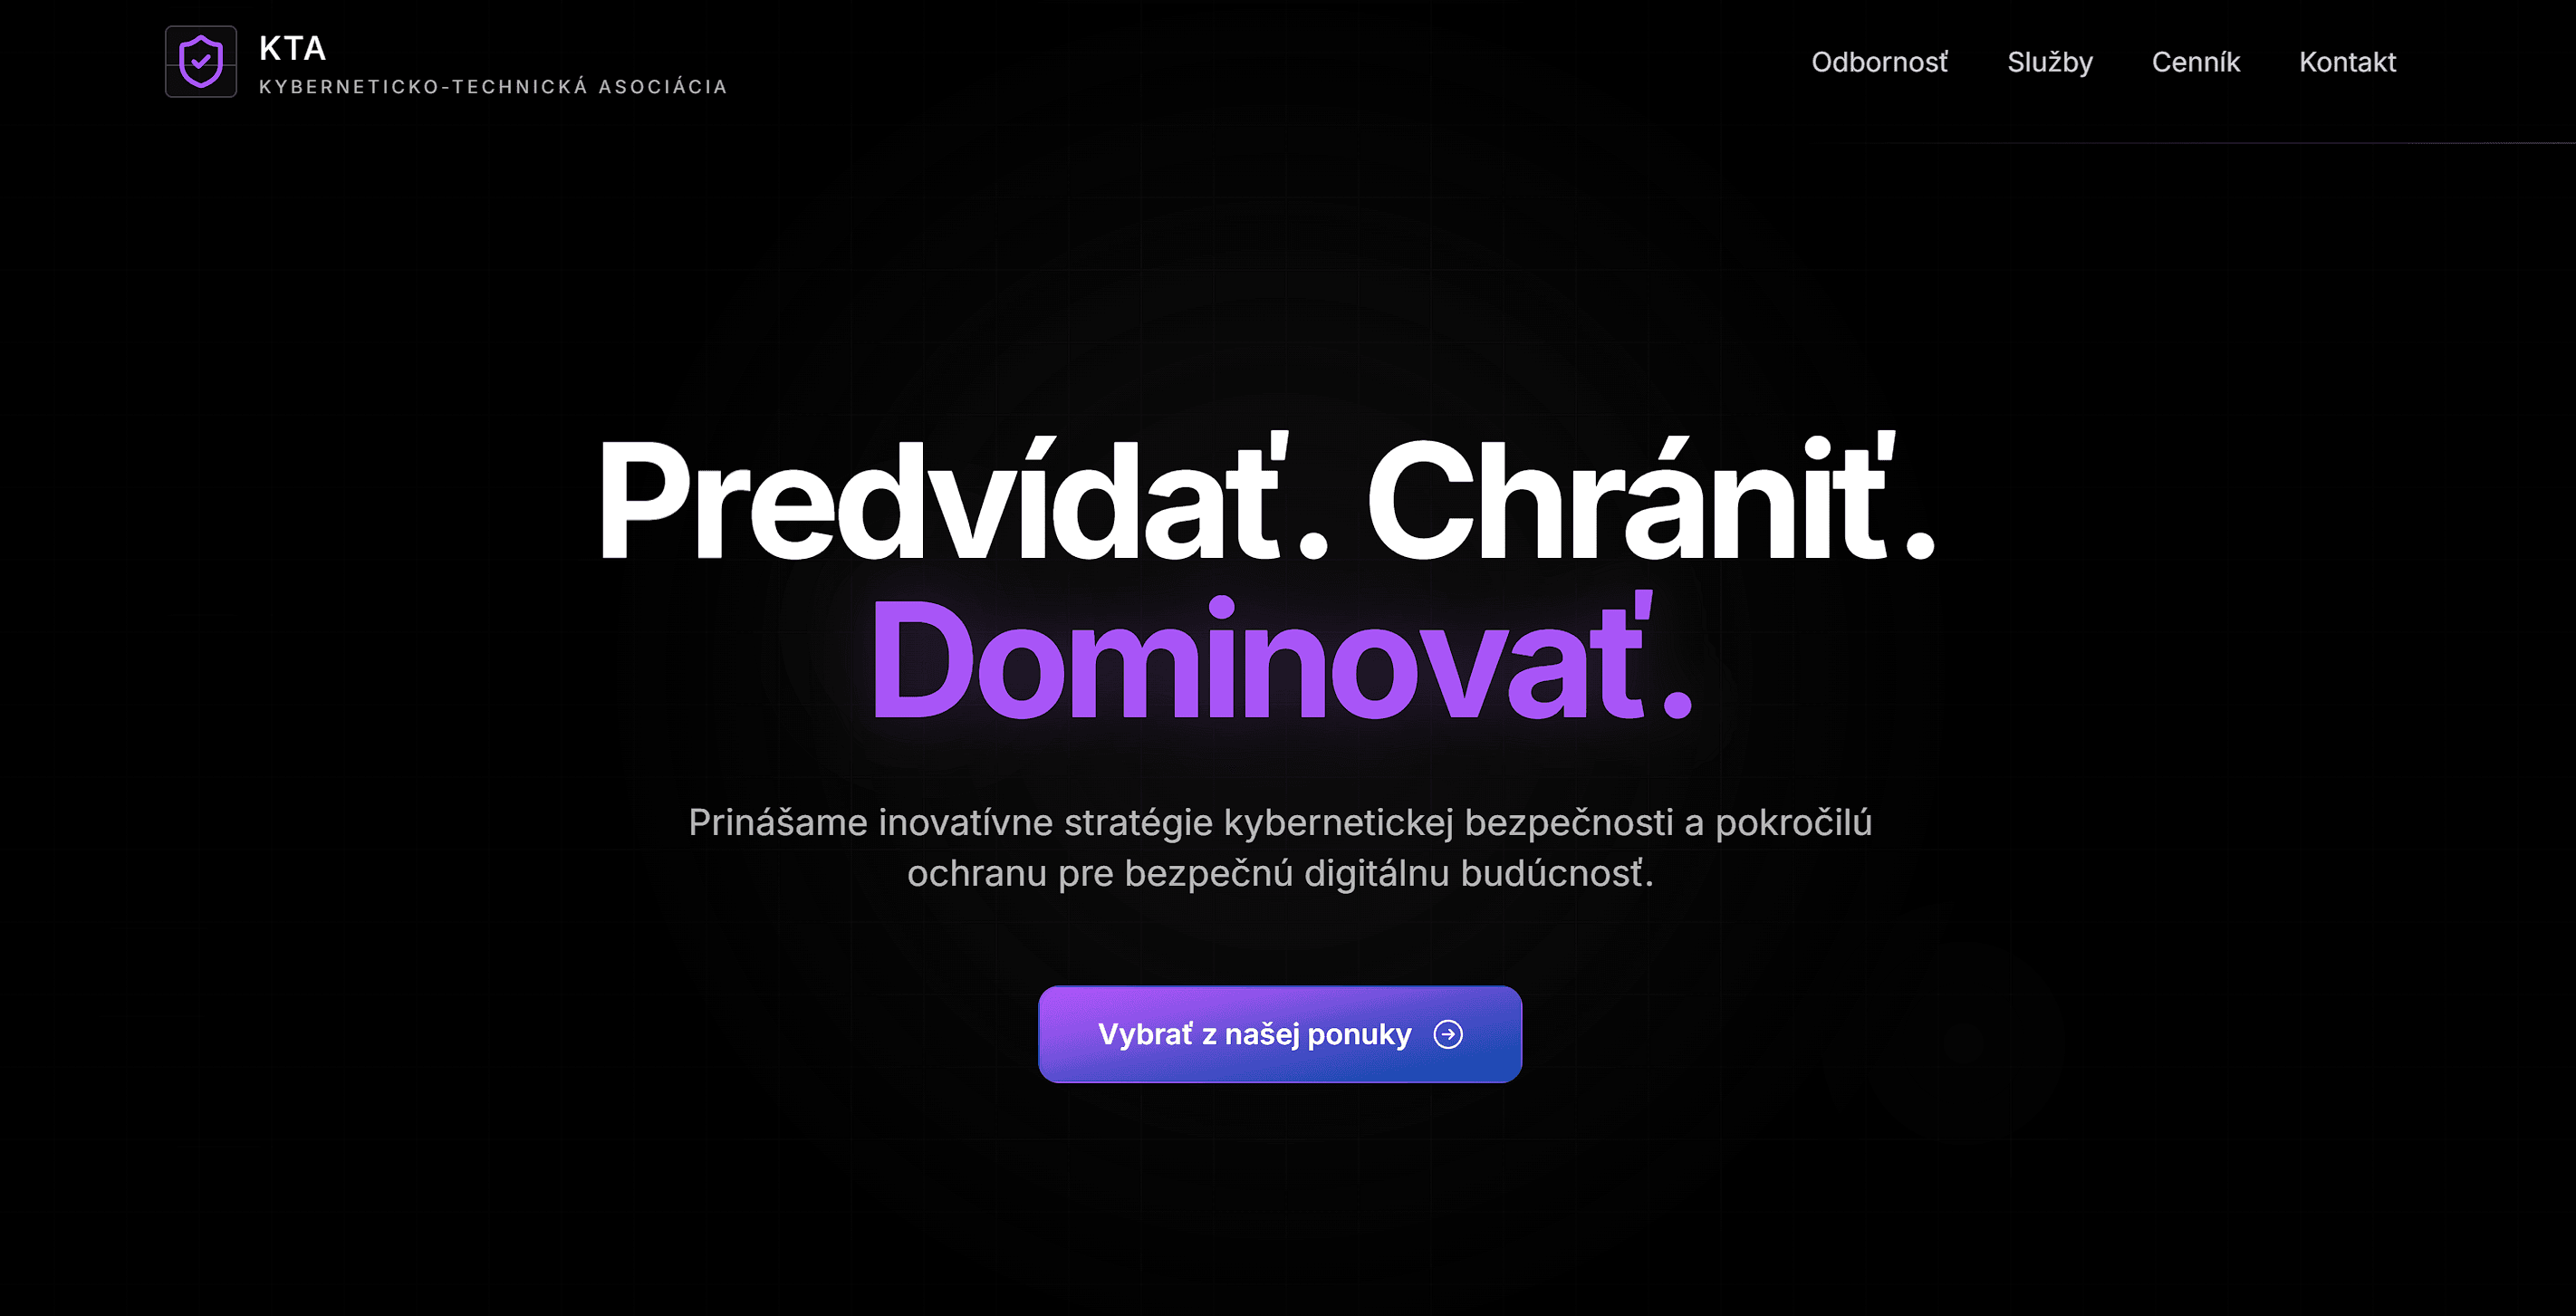 KTA
KYBERNETICKO-TECHNICKÁ ASOCIÁCIA
Odbornosť Služby Cenník Kontakt
Predvídať. Chrániť.
Dominovať.
Prinášame inovatívne stratégie kybernetickej bezpečnosti a pokročilú
ochranu pre bezpečnú digitálnu budúcnosť.
Vybrať z našej ponuky